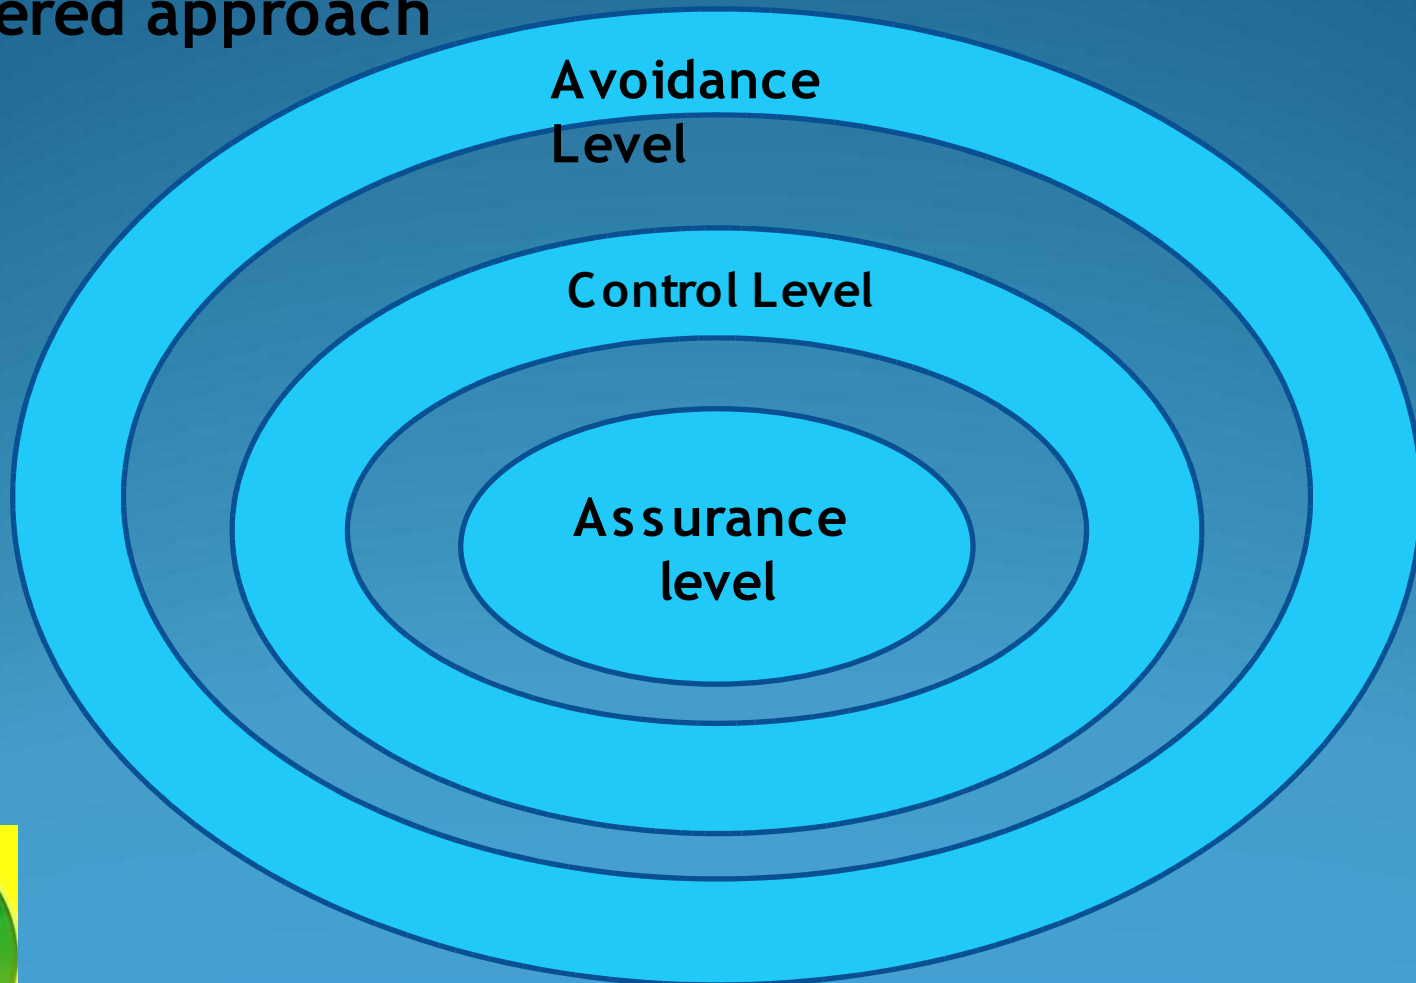 ered approach
Avoidance
Level
Control Level
Assurance
level